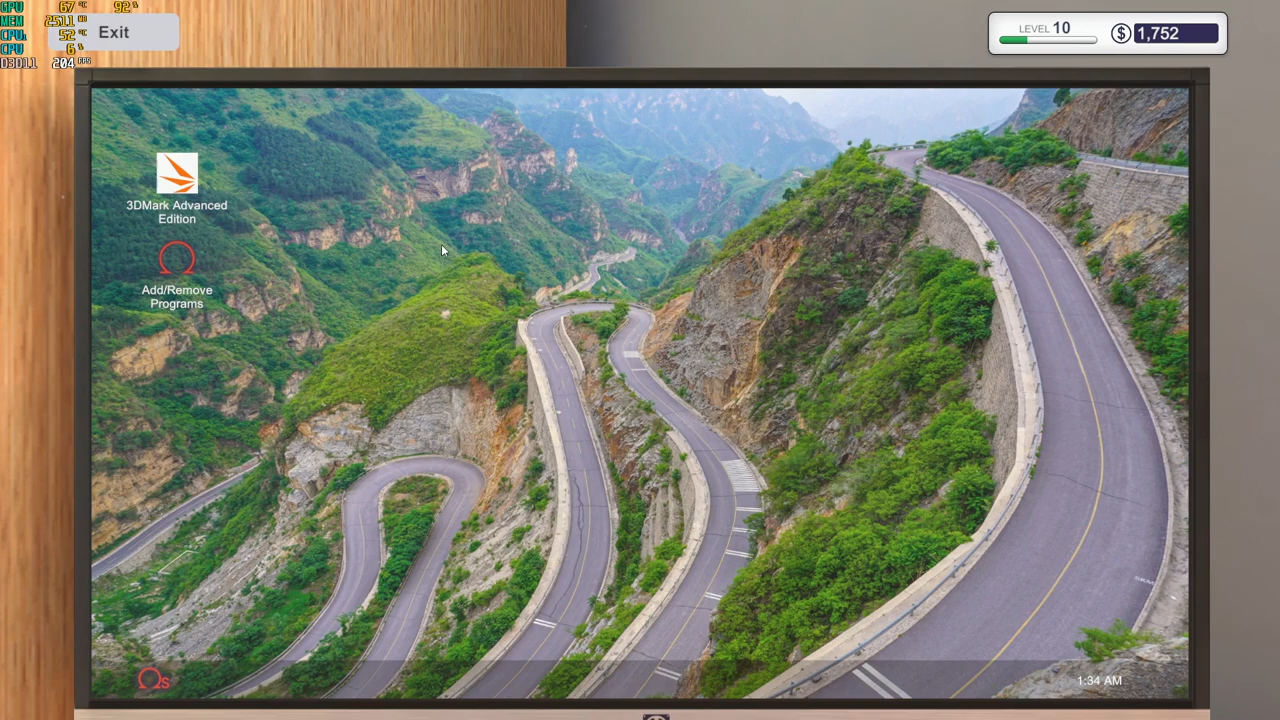 GPU 67 °C 92 %
MEM 2511 MB
CPU 52 °C
CPU 6 %
D3D11 204 FPS
Exit
LEVEL 10
$ 1,752
3DMark Advanced
Edition
Add/Remove
Programs
Ωs
1:34 AM